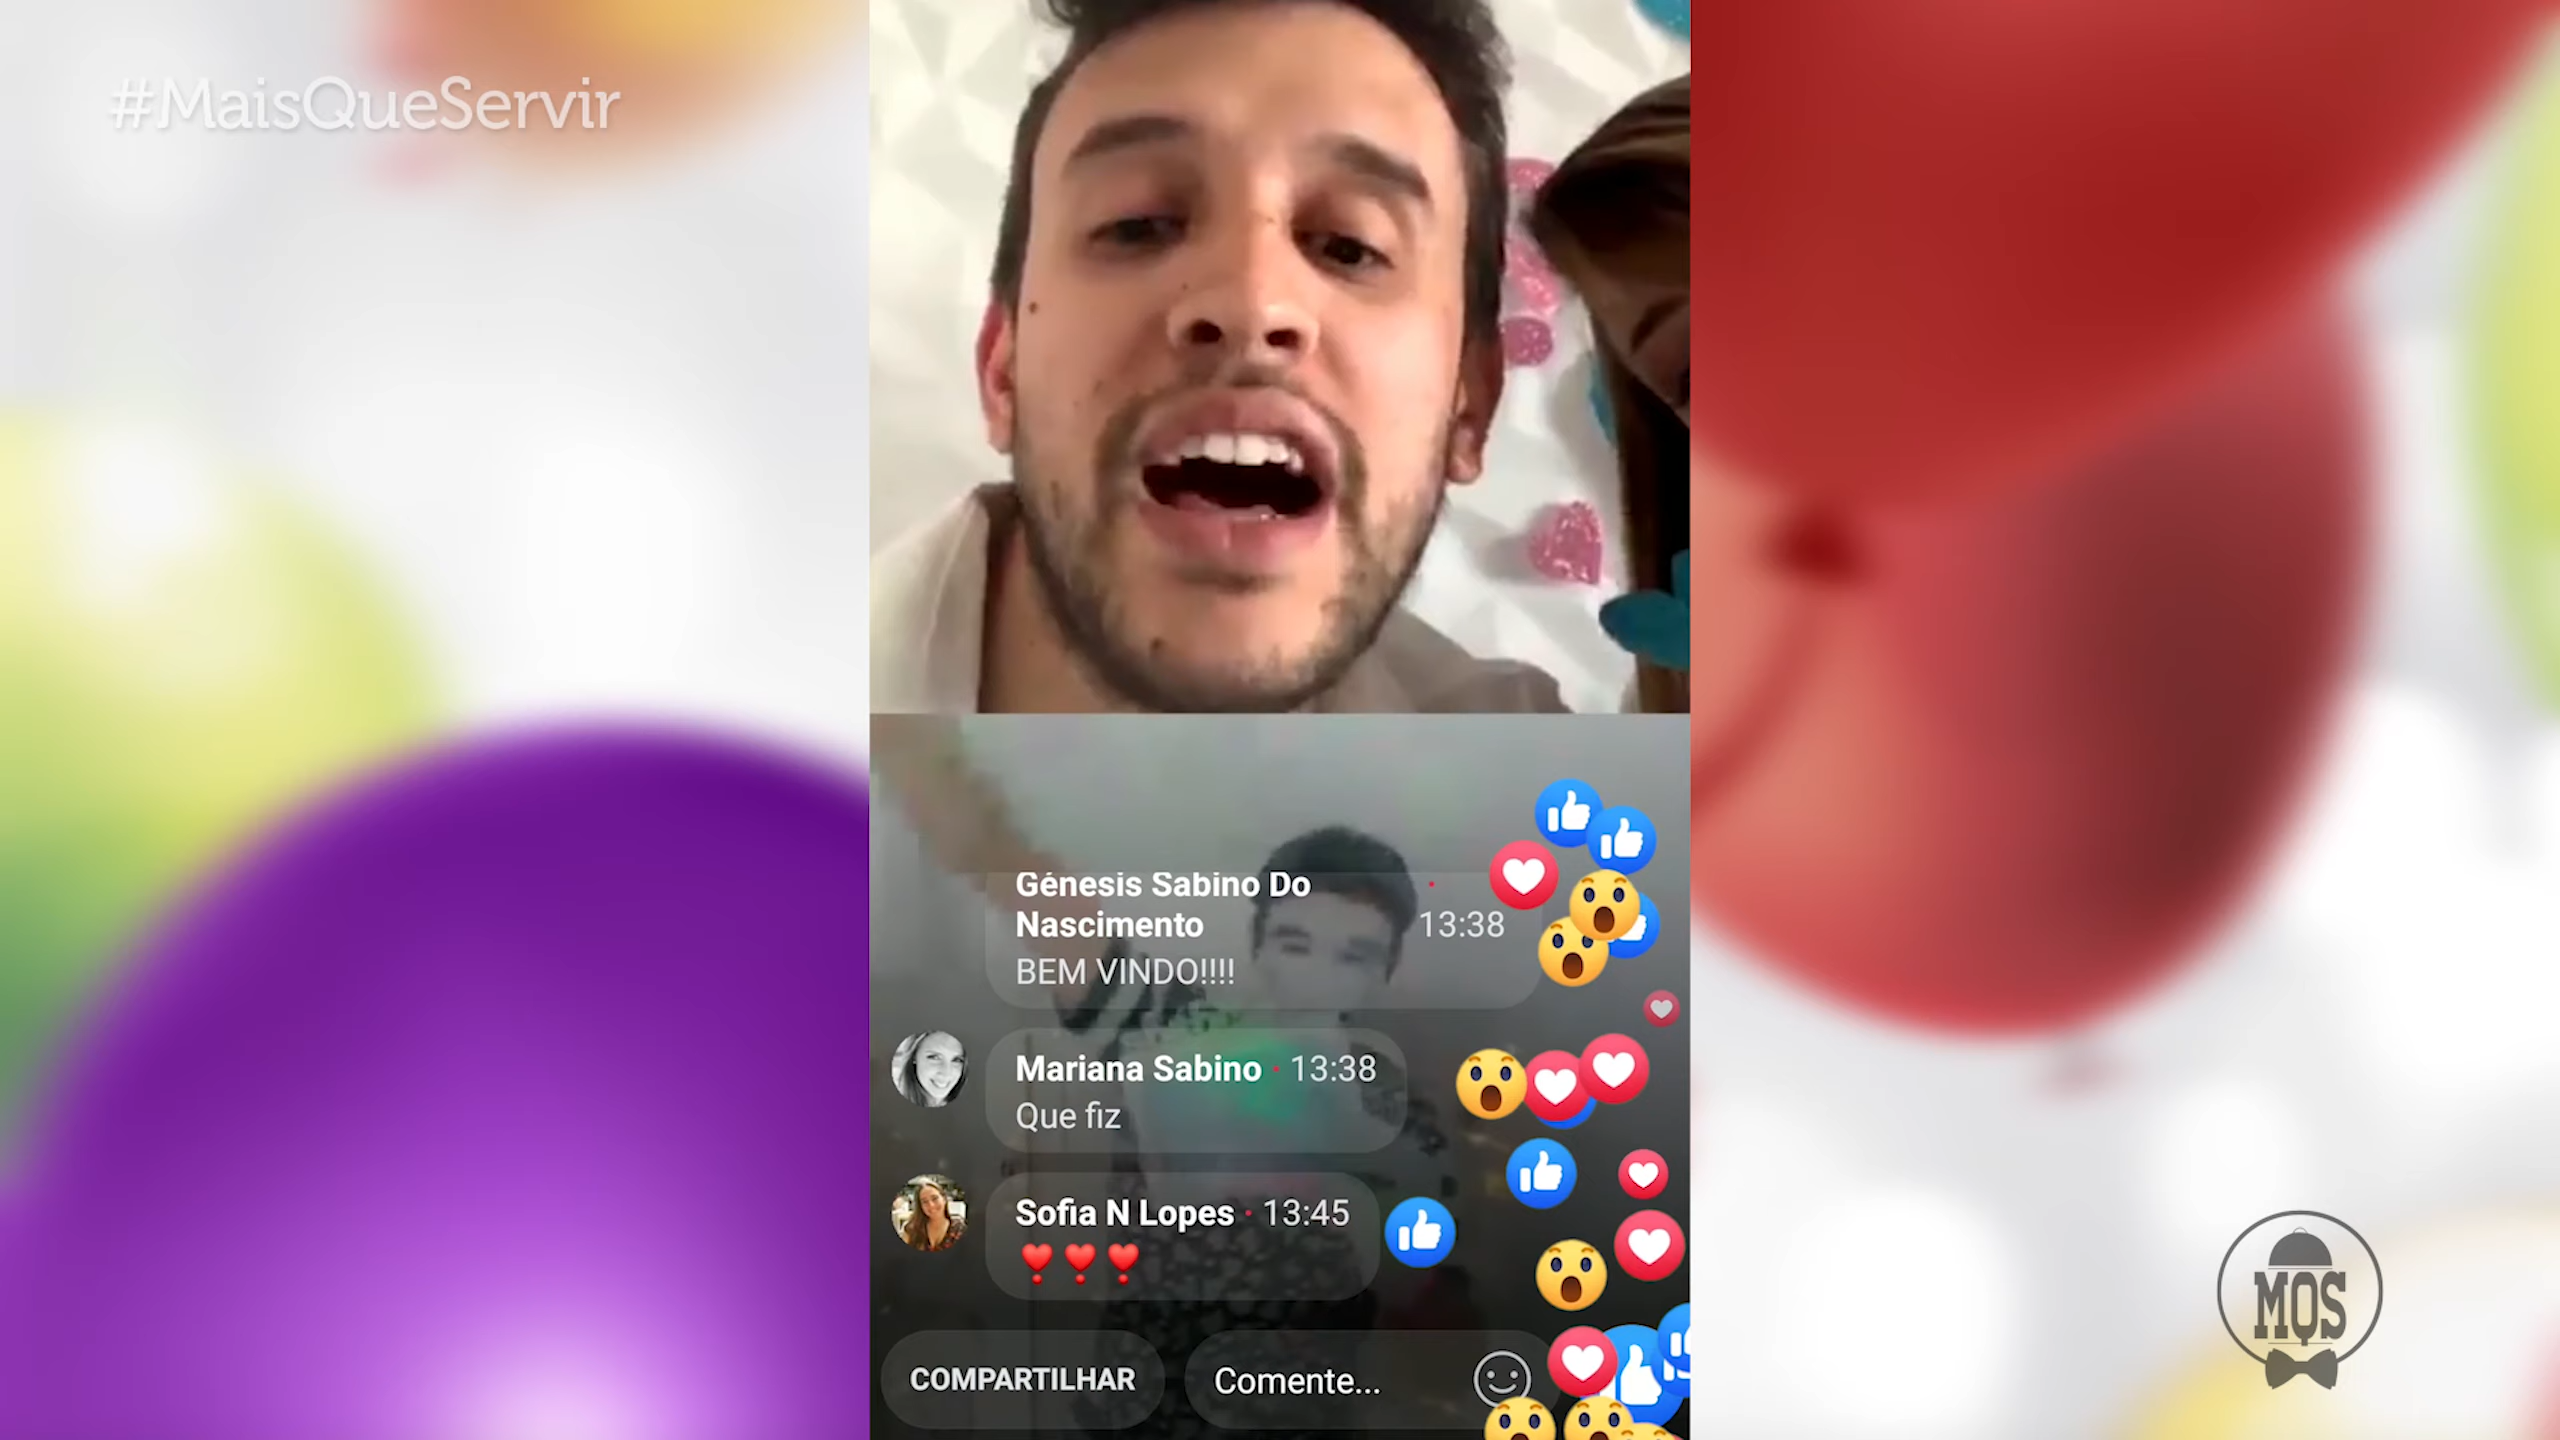 #MaisQueServir
Génesis Sabino Do
Nascimento · 13:38
BEM VINDO!!!!
Mariana Sabino · 13:38
Que fiz
Sofia N Lopes · 13:45
❣️❣️❣️
COMPARTILHAR
Comente...
MQS